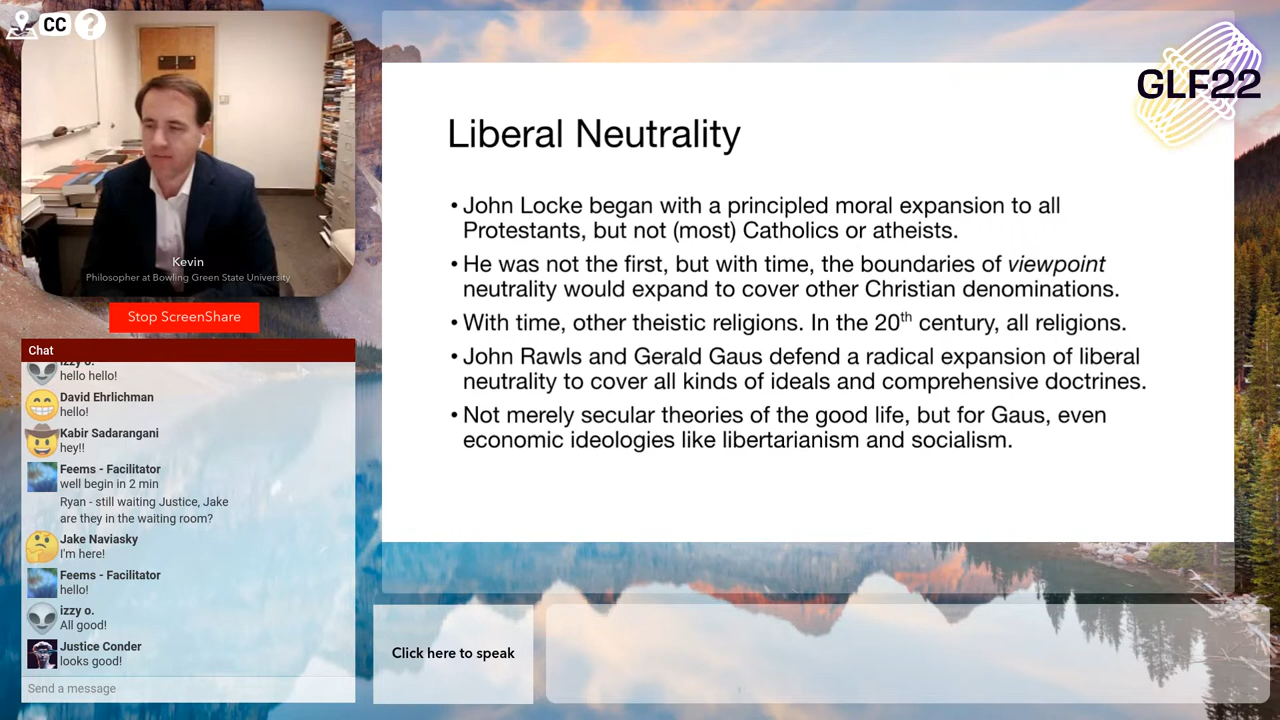 CC
?
Kevin
Philosopher at Bowling Green State University
Stop ScreenShare
Chat
izzy o.
hello hello!
David Ehrlichman
hello!
Kabir Sadarangani
hey!!
Feems - Facilitator
well begin in 2 min
Ryan - still waiting Justice, Jake
are they in the waiting room?
Jake Naviasky
I'm here!
Feems - Facilitator
hello!
izzy o.
All good!
Justice Conder
looks good!
Send a message
GLF22
Liberal Neutrality
• John Locke began with a principled moral expansion to all
Protestants, but not (most) Catholics or atheists.
• He was not the first, but with time, the boundaries of viewpoint
neutrality would expand to cover other Christian denominations.
• With time, other theistic religions. In the 20th century, all religions.
• John Rawls and Gerald Gaus defend a radical expansion of liberal
neutrality to cover all kinds of ideals and comprehensive doctrines.
• Not merely secular theories of the good life, but for Gaus, even
economic ideologies like libertarianism and socialism.
Click here to speak